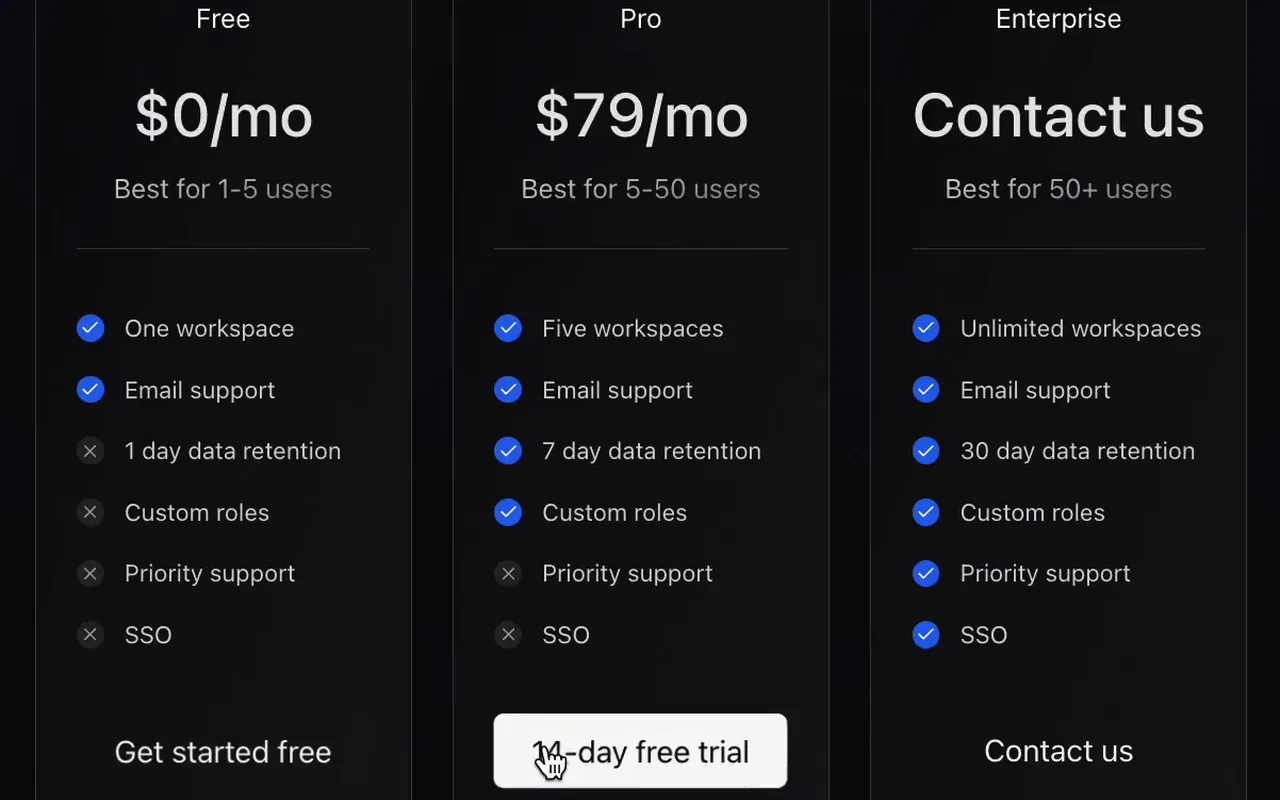 Free
$0/mo
Best for 1-5 users
One workspace
Email support
1 day data retention
Custom roles
Priority support
SSO
Get started free
Pro
$79/mo
Best for 5-50 users
Five workspaces
Email support
7 day data retention
Custom roles
Priority support
SSO
14-day free trial
Enterprise
Contact us
Best for 50+ users
Unlimited workspaces
Email support
30 day data retention
Custom roles
Priority support
SSO
Contact us